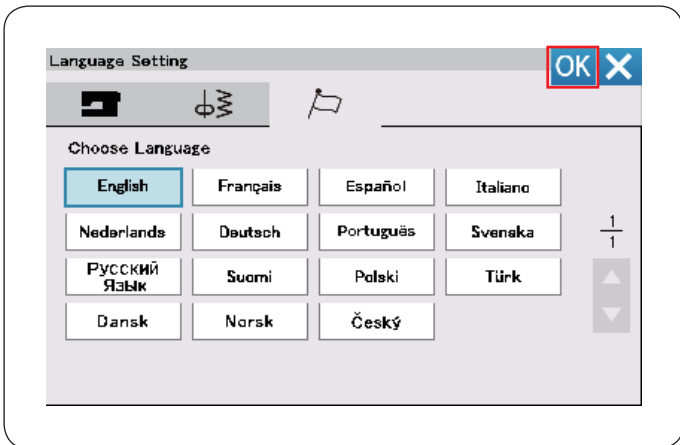 Language Setting
OK X
Choose Language
English Français Español Italiano
Nederlands Deutsch Português Svenska
Русский
Язык
Suomi Polski Türk
Dansk Norsk Český
1
1